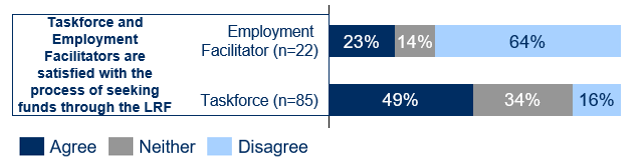 Taskforce and
Employment
Facilitators are
satisfied with the
process of seeking
funds through the LRF
Employment
Facilitator (n=22)
23% 14% 64%
Taskforce (n=85)
49% 34% 16%
Agree Neither Disagree